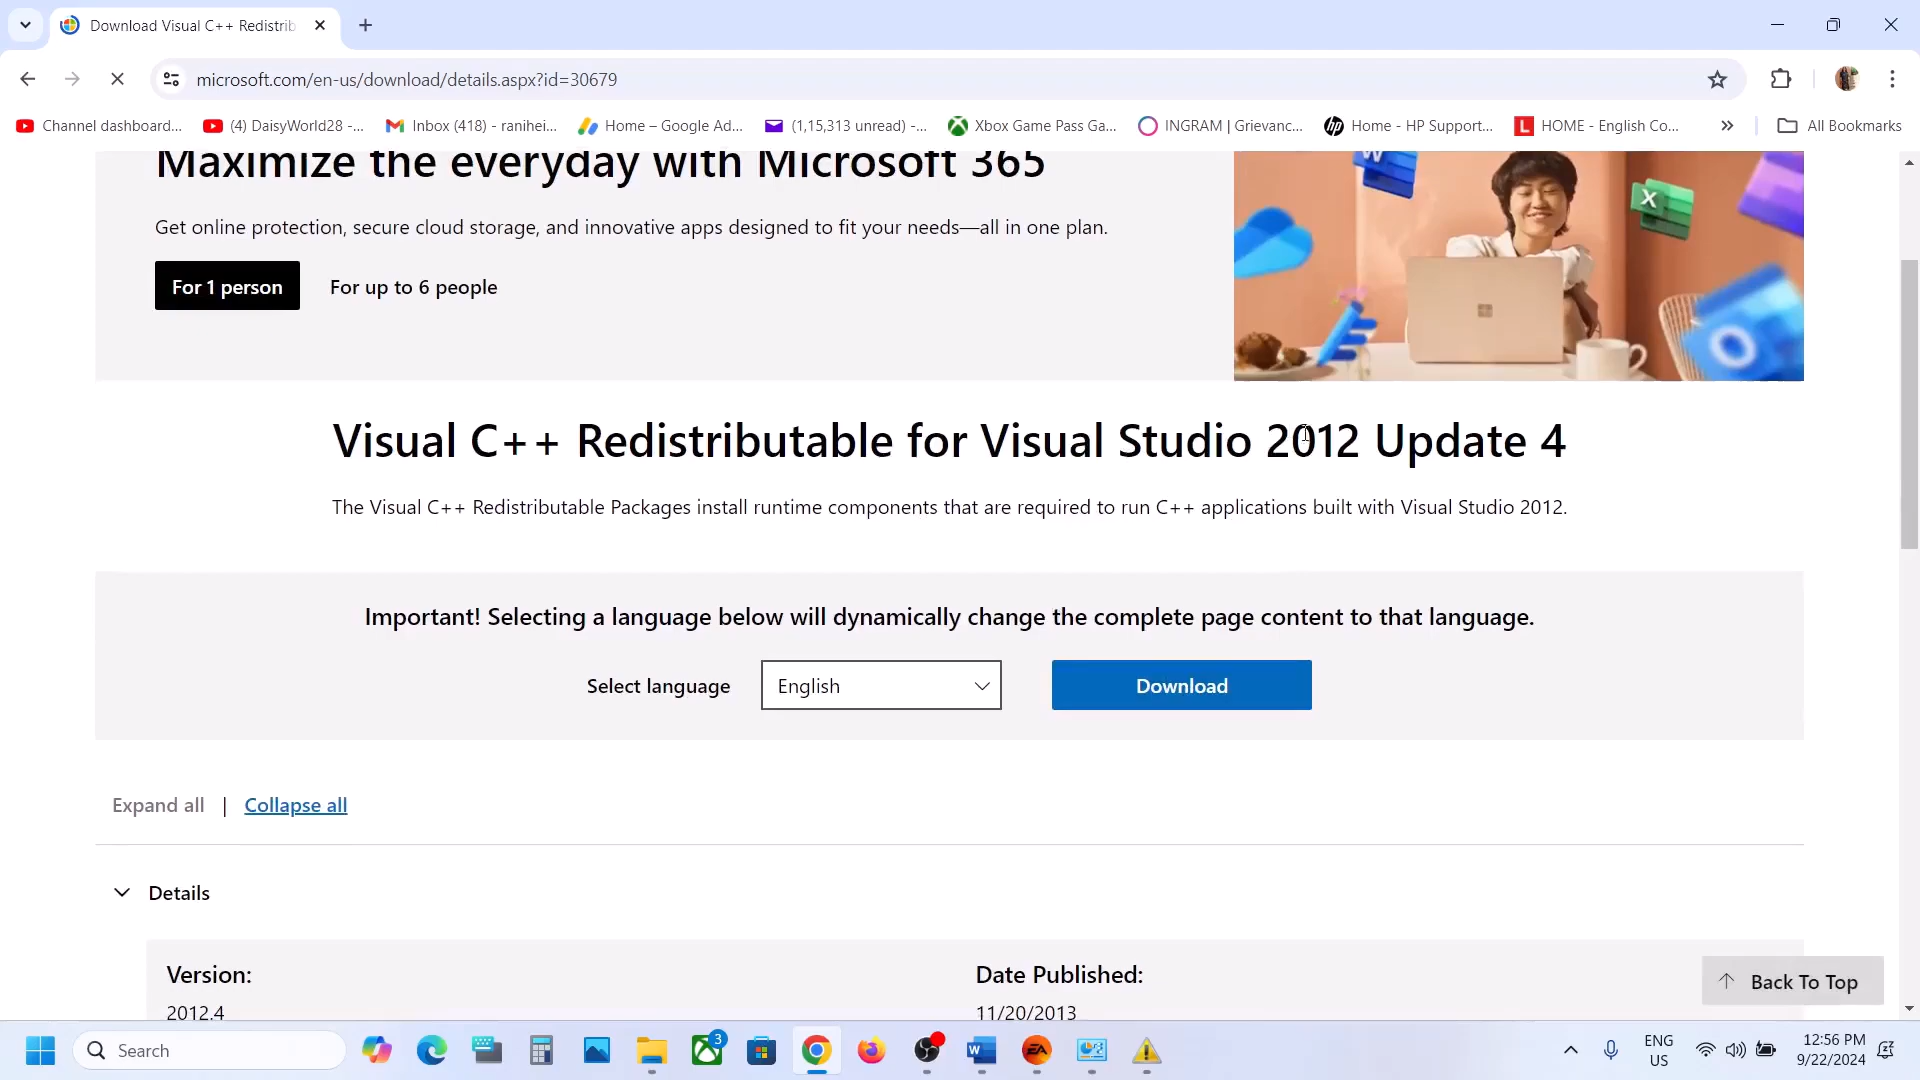 Download Visual C++ Redistrib
microsoft.com/en-us/download/details.aspx?id=30679
Channel dashboard...
(4) DaisyWorld28 -...
Inbox (418) - ranihei...
Home – Google Ad...
(1,15,313 unread) -...
Xbox Game Pass Ga...
INGRAM | Grievanc...
Home - HP Support...
HOME - English Co...
All Bookmarks
Maximize the everyday with Microsoft 365
Get online protection, secure cloud storage, and innovative apps designed to fit your needs—all in one plan.
For 1 person
For up to 6 people
Visual C++ Redistributable for Visual Studio 2012 Update 4
The Visual C++ Redistributable Packages install runtime components that are required to run C++ applications built with Visual Studio 2012.
Important! Selecting a language below will dynamically change the complete page content to that language.
Select language
English
Download
Expand all | Collapse all
Details
Version:
Date Published:
2012.4
11/20/2013
Back To Top
Search
3
ENG
US
12:56 PM
9/22/2024